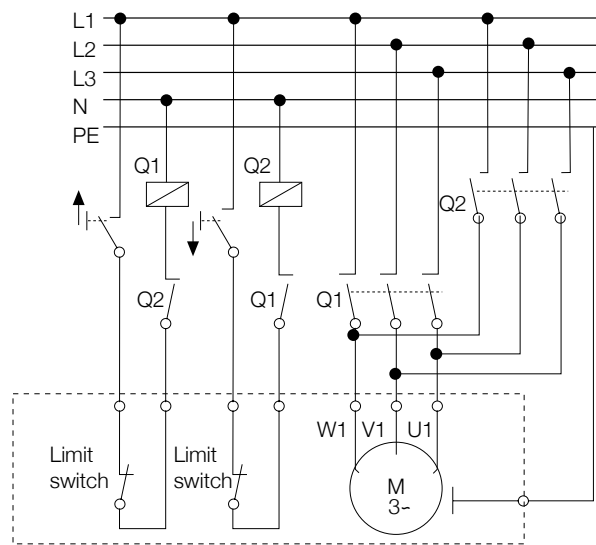 L1
L2
L3
N
PE
Q1
Q2
Q2
Q2
Q1
Q1
W1 V1 U1
Limit
switch
Limit
switch
M
3~